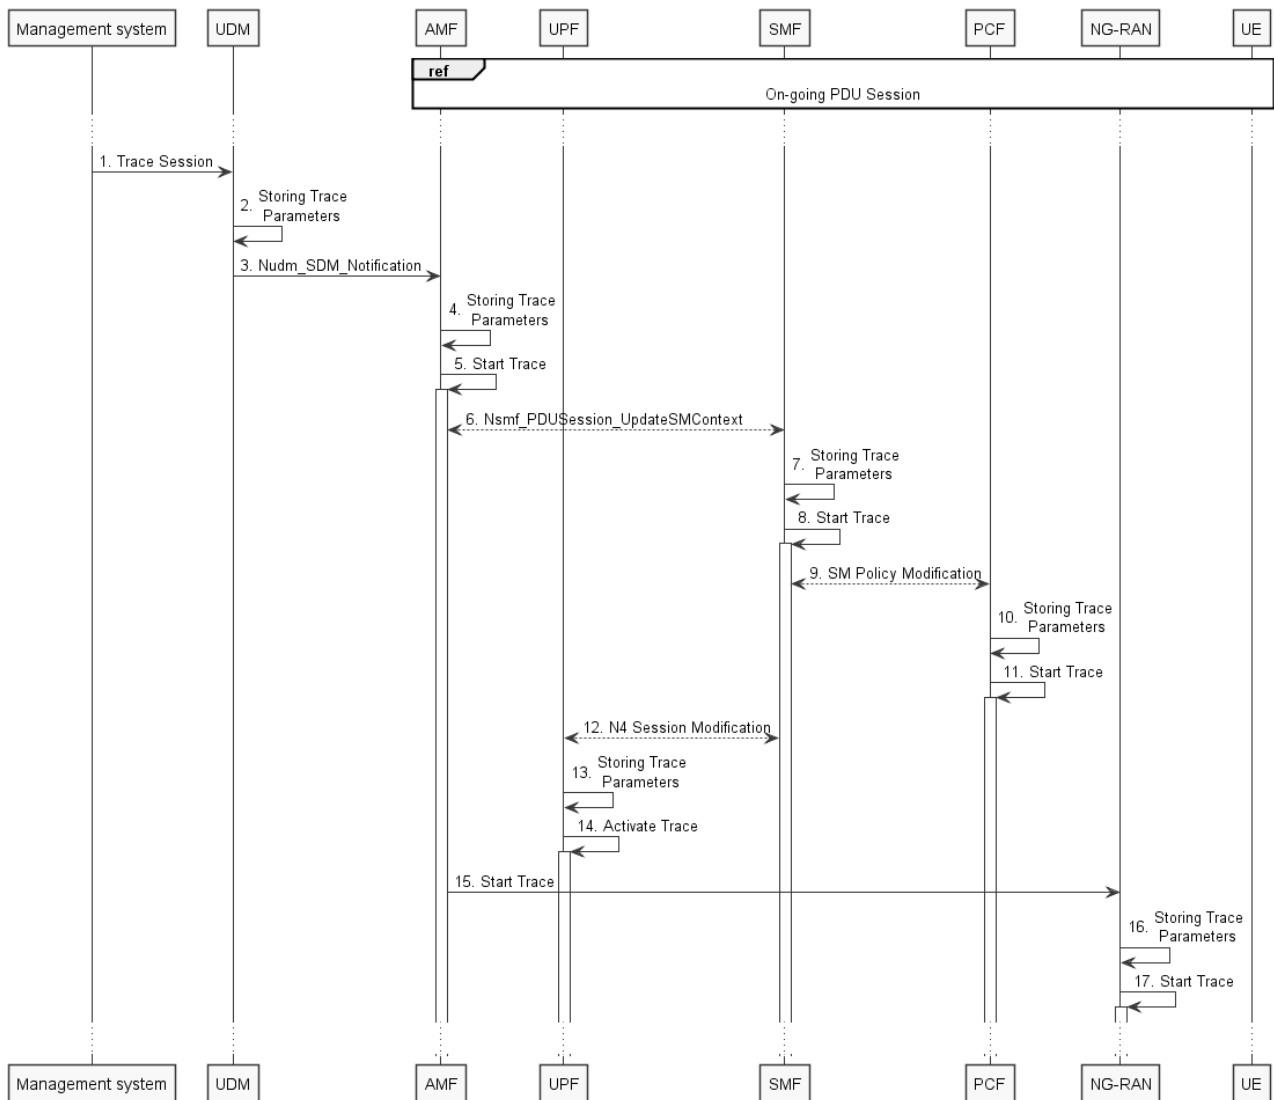 Management system
UDM
AMF
UPF
SMF
PCF
NG-RAN
UE
ref
On-going PDU Session
1. Trace Session
2. Storing Trace
Parameters
3. Nudm_SDM_Notification
4. Storing Trace
Parameters
5. Start Trace
6. Nsmf_PDUSession_UpdateSMContext
7. Storing Trace
Parameters
8. Start Trace
9. SM Policy Modification
10. Storing Trace
Parameters
11. Start Trace
12. N4 Session Modification
13. Storing Trace
Parameters
14. Activate Trace
15. Start Trace
16. Storing Trace
Parameters
17. Start Trace
Management system
UDM
AMF
UPF
SMF
PCF
NG-RAN
UE